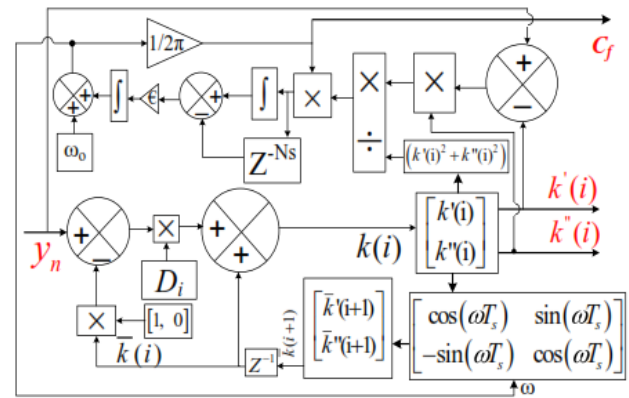 1/2π
C_f
+
−
ω_o
+
+
∫
€
+
−
∫
×
×
÷
×
Z^{-Ns}
(k'(i)^2+k''(i)^2)
y_n
+
−
×
D_i
+
+
k(i)
[k'(i)
k''(i)]
k'(i)
k''(i)
×
[1, 0]
k̄(i)
Z^{-1}
k̄(i+1)
[k̄'(i+1)
k̄''(i+1)]
[cos(ωT_s) sin(ωT_s)
−sin(ωT_s) cos(ωT_s)]
ω